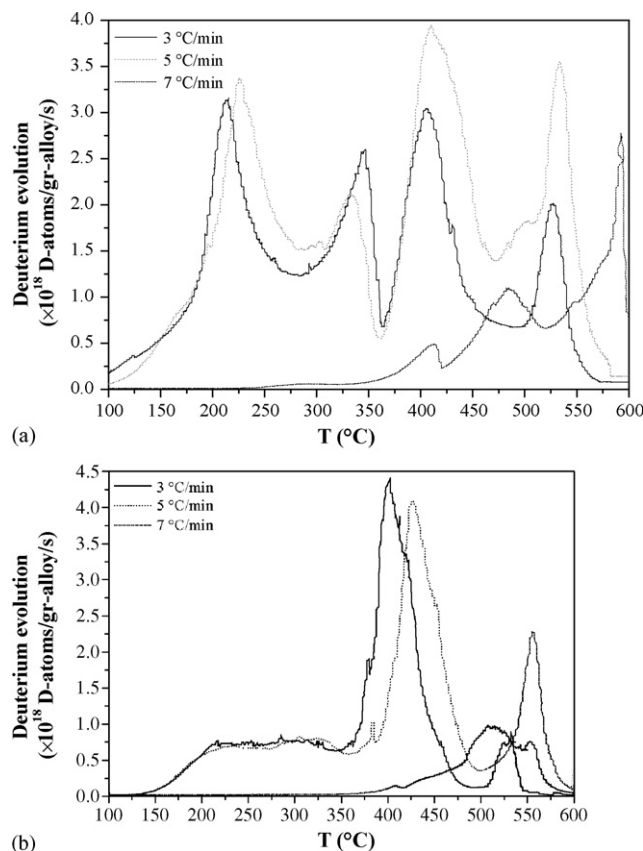 4.0
3.5
3.0
2.5
2.0
1.5
1.0
0.5
0.0
Deuterium evolution
(×10¹⁸ D-atoms/gr-alloy/s)
3 °C/min
5 °C/min
7 °C/min
100 150 200 250 300 350 400 450 500 550 600
T (°C)
(a)
4.5
4.0
3.5
3.0
2.5
2.0
1.5
1.0
0.5
0.0
Deuterium evolution
(×10¹⁸ D-atoms/gr-alloy/s)
3 °C/min
5 °C/min
7 °C/min
100 150 200 250 300 350 400 450 500 550 600
T (°C)
(b)